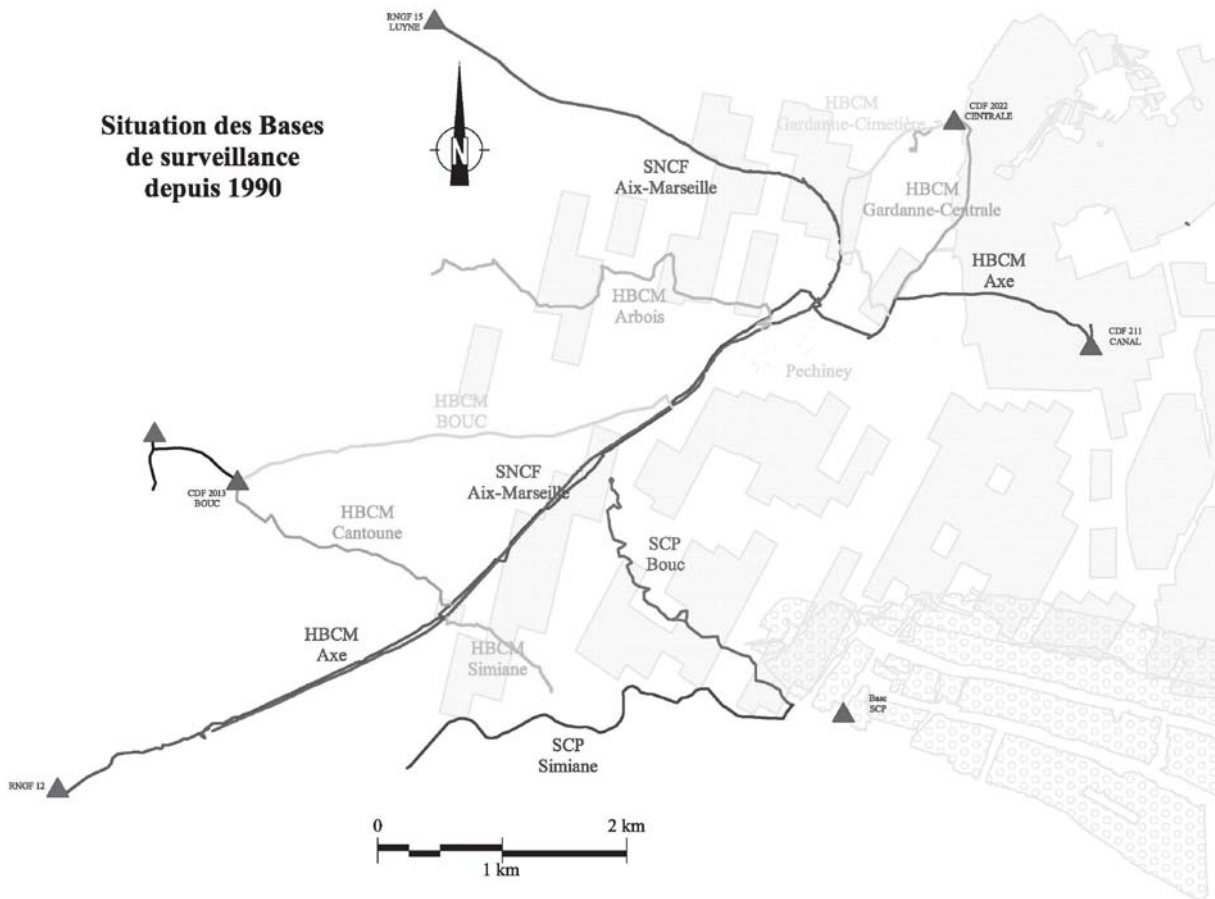 RNGF 15
LUYNE
Situation des Bases
de surveillance
depuis 1990
N
HBCM
Gardanne-Cimetière
CDF 2022
CENTRALE
SNCF
Aix-Marseille
HBCM
Gardanne-Centrale
HBCM
Axe
HBCM
Arbois
CDF 211
CANAL
Pechiney
HBCM
BOUC
SNCF
Aix-Marseille
CDF 2013
BOUC
HBCM
Cantoune
SCP
Bouc
HBCM
Axe
HBCM
Simiane
Base
SCP
SCP
Simiane
RNGF 12
0
2 km
1 km